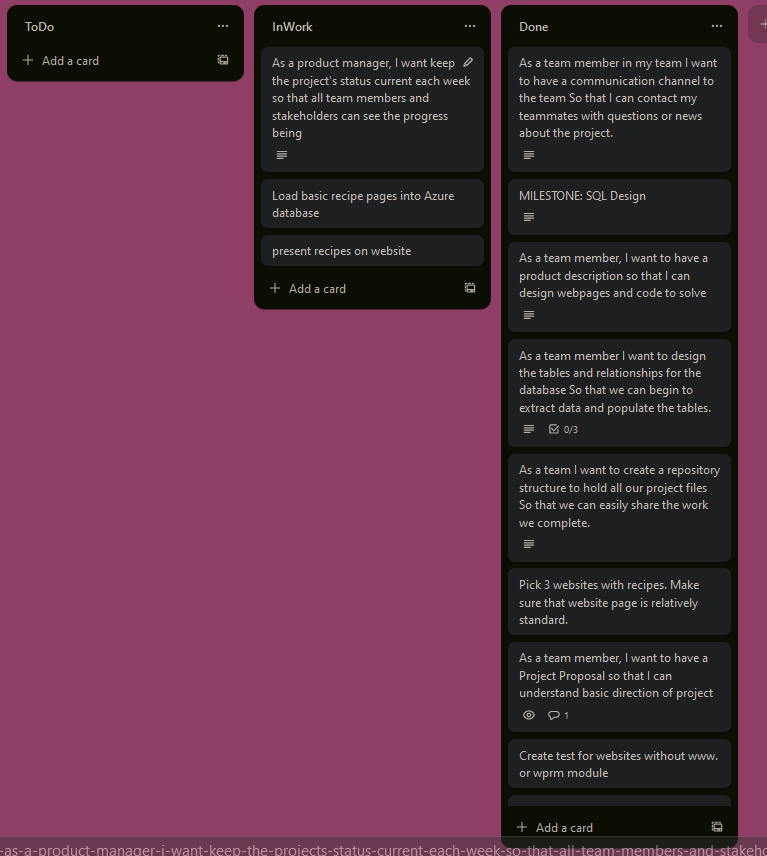 ToDo
Add a card
InWork
As a product manager, I want keep
the project's status current each week
so that all team members and
stakeholders can see the progress
being
Load basic recipe pages into Azure
database
present recipes on website
Add a card
Done
As a team member in my team I want
to have a communication channel to
the team So that I can contact my
teammates with questions or news
about the project.
MILESTONE: SQL Design
As a team member, I want to have a
product description so that I can
design webpages and code to solve
As a team member I want to design
the tables and relationships for the
database So that we can begin to
extract data and populate the tables.
0/3
As a team I want to create a repository
structure to hold all our project files
So that we can easily share the work
we complete.
Pick 3 websites with recipes. Make
sure that website page is relatively
standard.
As a team member, I want to have a
Project Proposal so that I can
understand basic direction of project
1
Create test for websites without www.
or wprm module
Add a card
-as-a-product-manager-i-want-keep-the-projects-status-current-each-week-so-that-all-team-members-and-stakeho